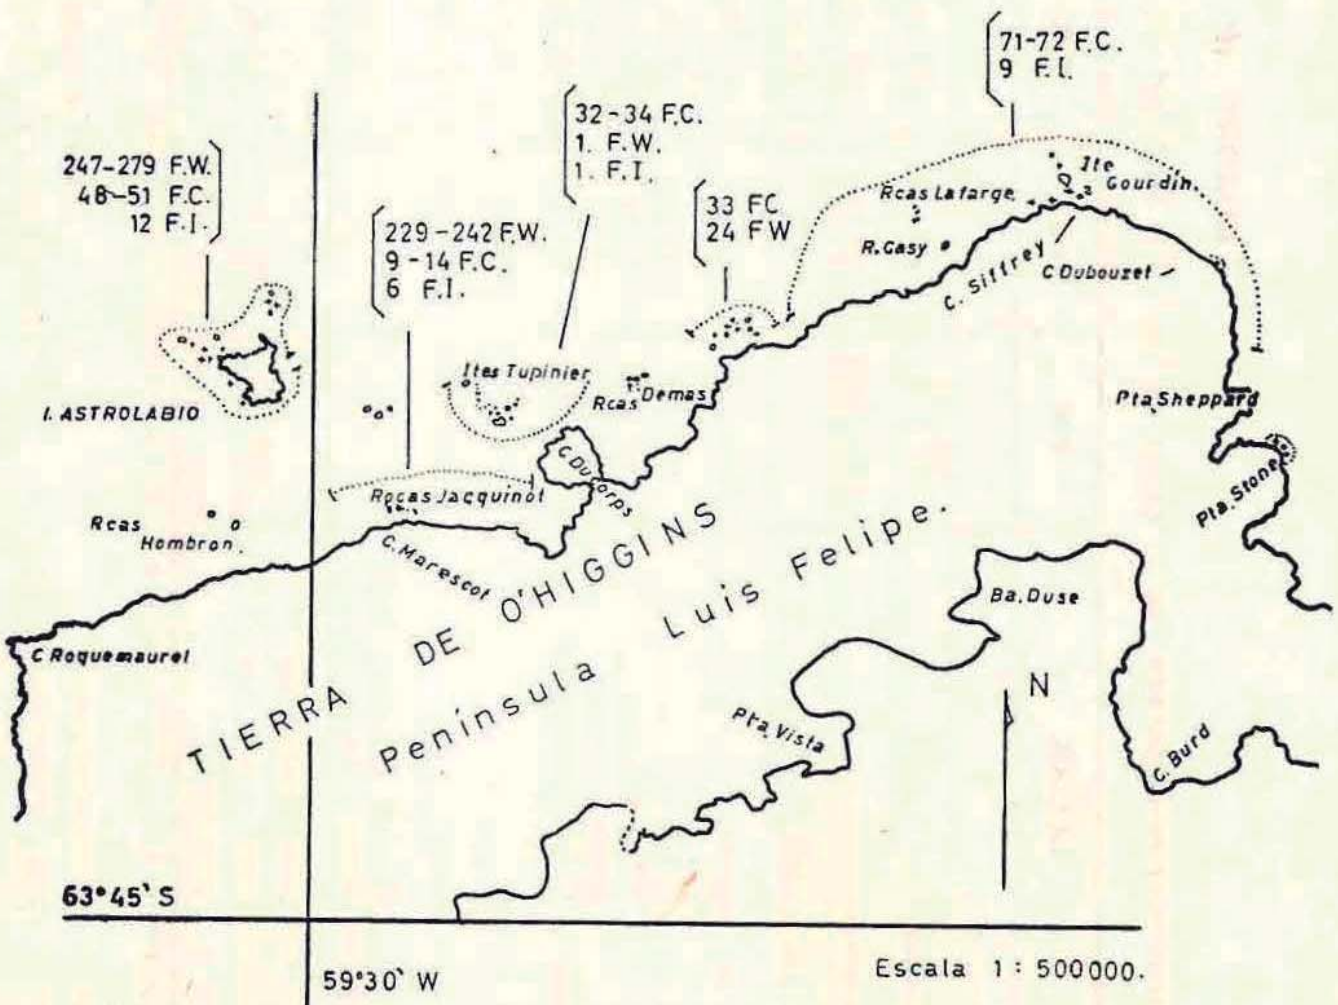 71-72 F.C.
9 F.I.
32-34 F.C.
1. F.W.
1. F.I.
247-279 F.W.
48-51 F.C.
12 F.I.
33 FC
24 FW
229-242 F.W.
9-14 F.C.
6 F.I.
Ite
Gourdin.
Rcas Lafarge
R. Casy
C. Siffrey
C Dubouzet
Ites Tupinier
Rcas Demas
I. ASTROLABIO
Pta, Sheppard
C Du Corps
Pta. Stone
Rocas Jacquinot
Rcas
Hombron.
C. Marescot
TIERRA DE O'HIGGINS
Península Luis Felipe.
Ba. Duse
C Roquemaurel
N
Pta, Vista
C. Burd
63°45' S
59°30' W
Escala 1 : 500000.